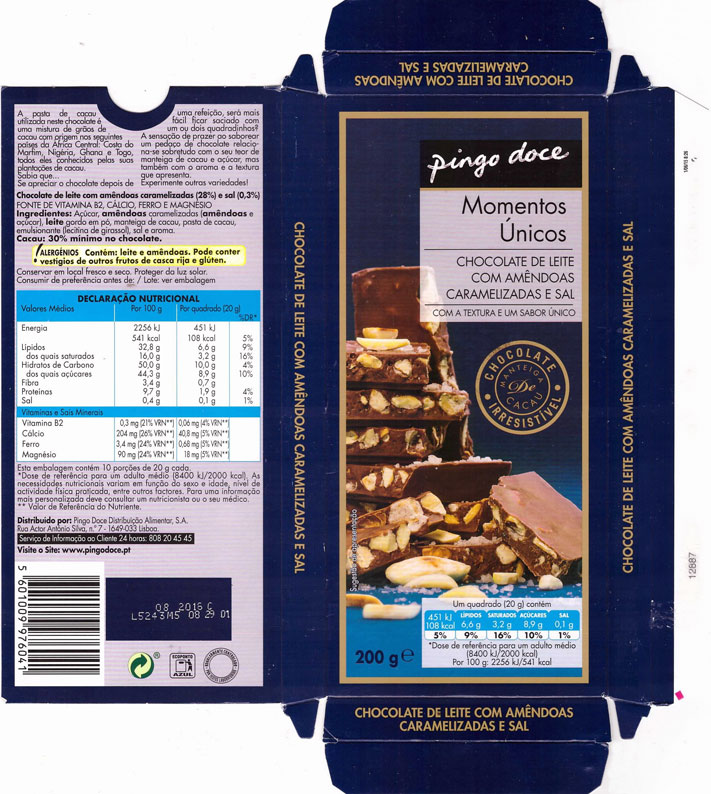 CHOCOLATE DE LEITE COM AMÊNDOAS
CARAMELIZADAS E SAL
A pasta de cacau
utilizada neste chocolate é
uma mistura de grãos de
cacau com origem nos seguintes
países da África Central: Costa do
Marfim, Nigéria, Ghana e Togo,
todos eles conhecidos pelas suas
plantações de cacau.
Sabia que...
Se apreciar o chocolate depois de
uma refeição, será mais
fácil ficar saciado com
um ou dois quadradinhos?
A sensação de prazer ao saborear
um pedaço de chocolate relacio-
na-se sobretudo com o seu teor de
manteiga de cacau e açúcar, mas
também com o aroma e a textura
que apresenta.
Experimente outras variedades!
Chocolate de leite com amêndoas caramelizadas (28%) e sal (0,3%)
FONTE DE VITAMINA B2, CÁLCIO, FERRO E MAGNÉSIO
Ingredientes: Açúcar, amêndoas caramelizadas (amêndoas e
açúcar), leite gordo em pó, manteiga de cacau, pasta de cacau,
emulsionante (lecitina de girassol), sal e aroma.
Cacau: 30% mínimo no chocolate.
ALERGÉNIOS Contém: leite e amêndoas. Pode conter
vestígios de outros frutos de casca rija e glúten.
Conservar em local fresco e seco. Proteger da luz solar.
Consumir de preferência antes de: / Lote: ver embalagem
DECLARAÇÃO NUTRICIONAL
Valores Médios Por 100 g Por quadrado (20 g)
%DR*
Energia 2256 kJ 451 kJ
541 kcal 108 kcal 5%
Lípidos 32,8 g 6,6 g 9%
dos quais saturados 16,0 g 3,2 g 16%
Hidratos de Carbono 50,0 g 10,0 g 4%
dos quais açúcares 44,3 g 8,9 g 10%
Fibra 3,4 g 0,7 g
Proteínas 9,7 g 1,9 g 4%
Sal 0,4 g 0,1 g 1%
Vitaminas e Sais Minerais
Vitamina B2 0,3 mg (21% VRN**) 0,06 mg (4% VRN**)
Cálcio 204 mg (26% VRN**) 40,8 mg (5% VRN**)
Ferro 3,4 mg (24% VRN**) 0,68 mg (5% VRN**)
Magnésio 90 mg (24% VRN**) 18 mg (5% VRN**)
Esta embalagem contém 10 porções de 20 g cada.
*Dose de referência para um adulto médio (8400 kJ/2000 kcal). As
necessidades nutricionais variam em função do sexo e idade, nível de
actividade física praticada, entre outros factores. Para uma informação
mais personalizada deve consultar um nutricionista ou o seu médico.
** Valor de Referência do Nutriente.
Distribuído por: Pingo Doce Distribuição Alimentar, S.A.
Rua Actor António Silva, n.º 7 - 1649-033 Lisboa.
Serviço de Informação ao Cliente 24 horas: 808 20 45 45
Visite o Site: www.pingodoce.pt
5 601009 976041
08 2016 C
L5243M5 08 29 01
ECOPONTO
AZUL
CHOCOLATE DE LEITE COM AMÊNDOAS CARAMELIZADAS E SAL
pingo doce
Momentos
Únicos
CHOCOLATE DE LEITE
COM AMÊNDOAS
CARAMELIZADAS E SAL
COM A TEXTURA E UM SABOR ÚNICO
CHOCOLATE
MANTEIGA
De
CACAU
IRRESISTÍVEL
Sugestão de apresentação
Um quadrado (20 g) contém
LÍPIDOS SATURADOS AÇÚCARES SAL
451 kJ
108 kcal 6,6 g 3,2 g 8,9 g 0,1 g
5% 9% 16% 10% 1%
*Dose de referência para um adulto médio
(8400 kJ/2000 kcal)
Por 100 g: 2256 kJ/541 kcal
200 g e
CHOCOLATE DE LEITE COM AMÊNDOAS CARAMELIZADAS E SAL
12887
CHOCOLATE DE LEITE COM AMÊNDOAS
CARAMELIZADAS E SAL